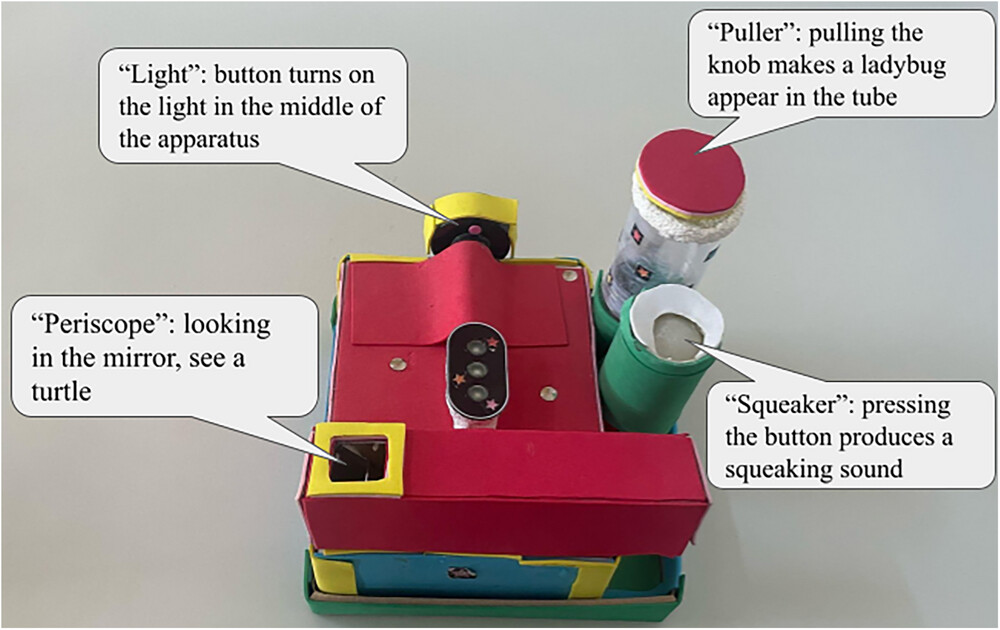 “Light”: button turns on
the light in the middle of
the apparatus
“Puller”: pulling the
knob makes a ladybug
appear in the tube
“Periscope”: looking
in the mirror, see a
turtle
“Squeaker”: pressing
the button produces a
squeaking sound